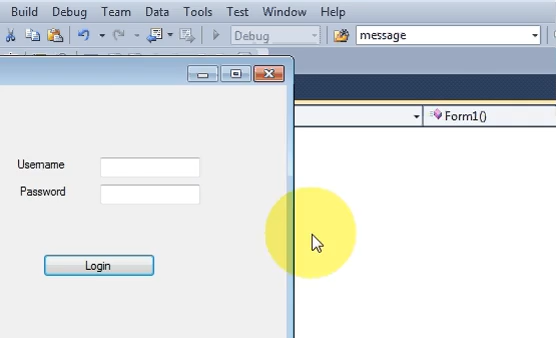 Build Debug Team Data Tools Test Window Help
Debug message
Form1()
Username
Password
Login